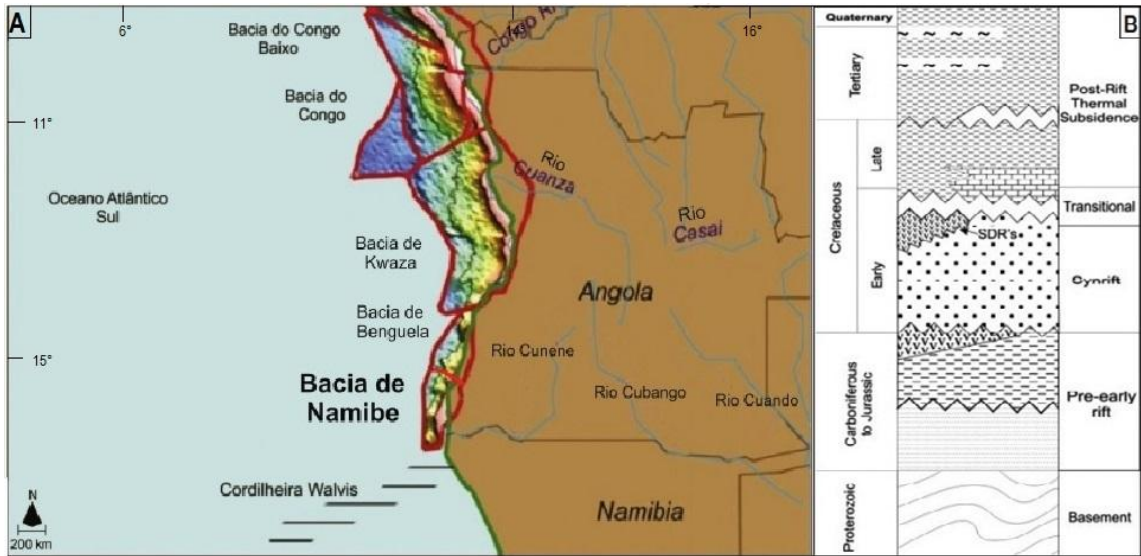 A
6°
14°
16°
Bacia do Congo
Baixo
Congo
Bacia do
Congo
11°
Oceano Atlântico
Sul
Rio
Cuanza
Rio
Casai
Bacia de
Kwaza
Angola
Bacia de
Benguela
15°
Rio Cunene
Bacia de
Namibe
Rio Cubango
Rio Cuando
Cordilheira Walvis
Namibia
N
200 km
B
Quaternary
Tertiary
Cretaceous
Late
Early
Carboniferous
to Jurassic
Proterozoic
SDR's
Post-Rift
Thermal
Subsidence
Transitional
Synrift
Pre-early
rift
Basement